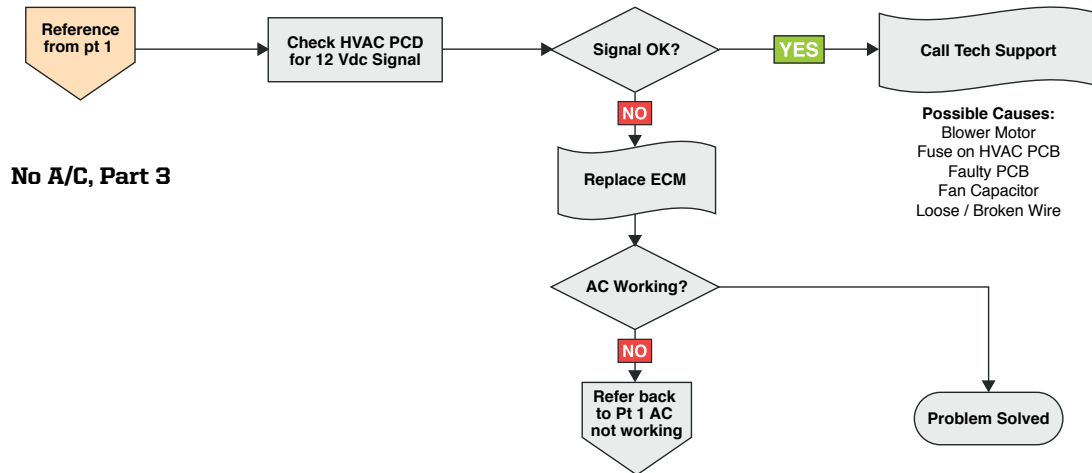 Reference
from pt 1
Check HVAC PCD
for 12 Vdc Signal
Signal OK?
YES
Call Tech Support
Possible Causes:
Blower Motor
Fuse on HVAC PCB
Faulty PCB
Fan Capacitor
Loose / Broken Wire
NO
No A/C, Part 3
Replace ECM
AC Working?
NO
Refer back
to Pt 1 AC
not working
Problem Solved